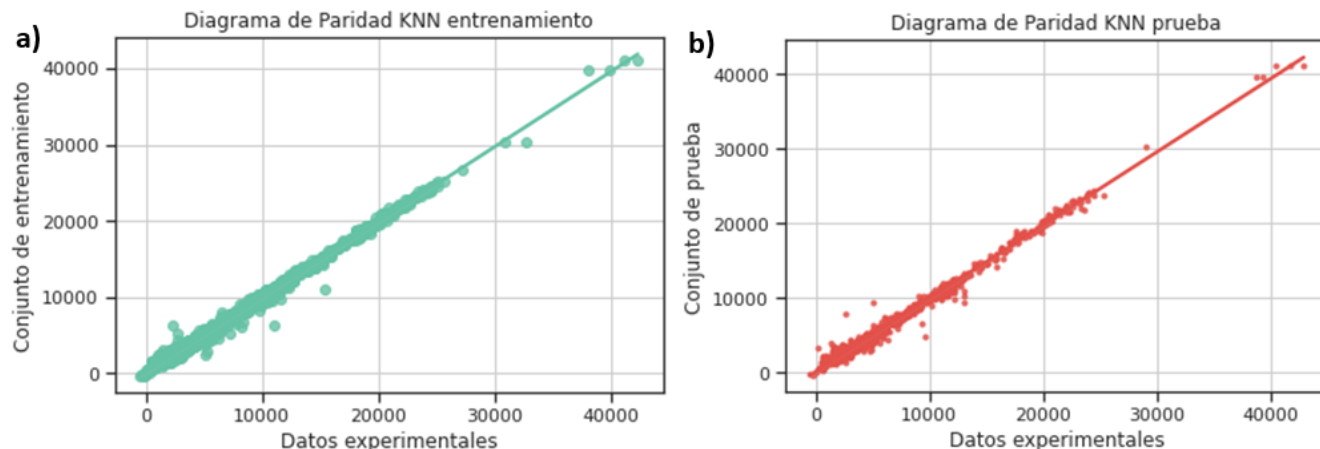 a)
Diagrama de Paridad KNN entrenamiento
Conjunto de entrenamiento
40000
30000
20000
10000
0
0 10000 20000 30000 40000
Datos experimentales
b)
Diagrama de Paridad KNN prueba
Conjunto de prueba
40000
30000
20000
10000
0
0 10000 20000 30000 40000
Datos experimentales